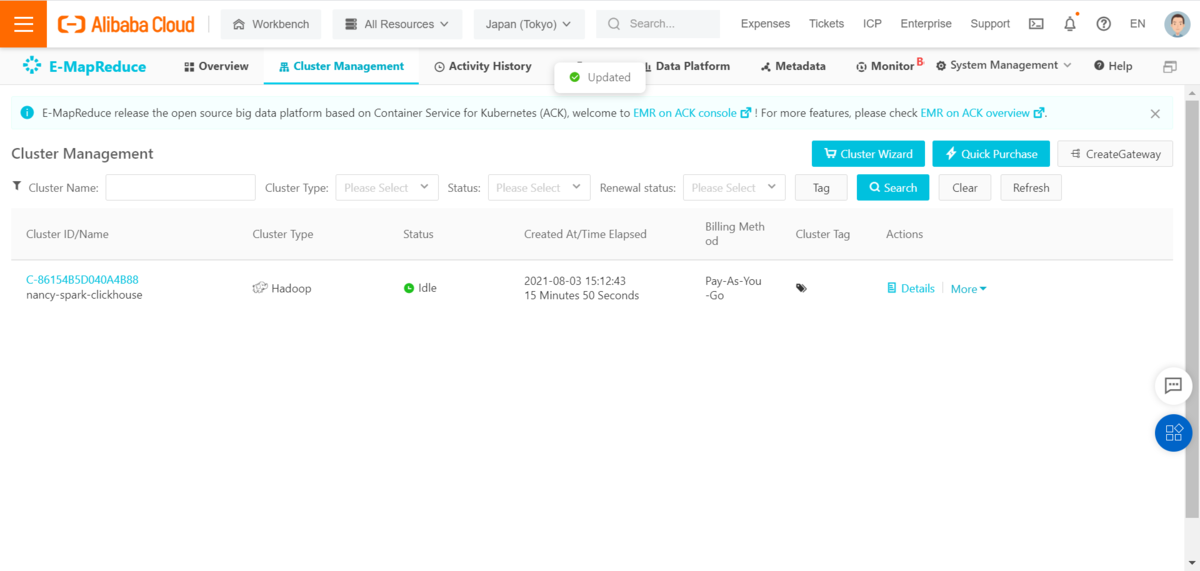 Alibaba Cloud Workbench All Resources Japan (Tokyo) Search... Expenses Tickets ICP Enterprise Support EN
E-MapReduce Overview Cluster Management Activity History Data Platform Metadata Monitor B System Management Help
Updated
E-MapReduce release the open source big data platform based on Container Service for Kubernetes (ACK), welcome to EMR on ACK console ! For more features, please check EMR on ACK overview .
Cluster Management Cluster Wizard Quick Purchase CreateGateway
Cluster Name: Cluster Type: Please Select Status: Please Select Renewal status: Please Select Tag Search Clear Refresh
Cluster ID/Name Cluster Type Status Created At/Time Elapsed Billing Meth
od Cluster Tag Actions
C-86154B5D040A4B88
nancy-spark-clickhouse
Hadoop
Idle
2021-08-03 15:12:43
15 Minutes 50 Seconds
Pay-As-You
-Go
Details More